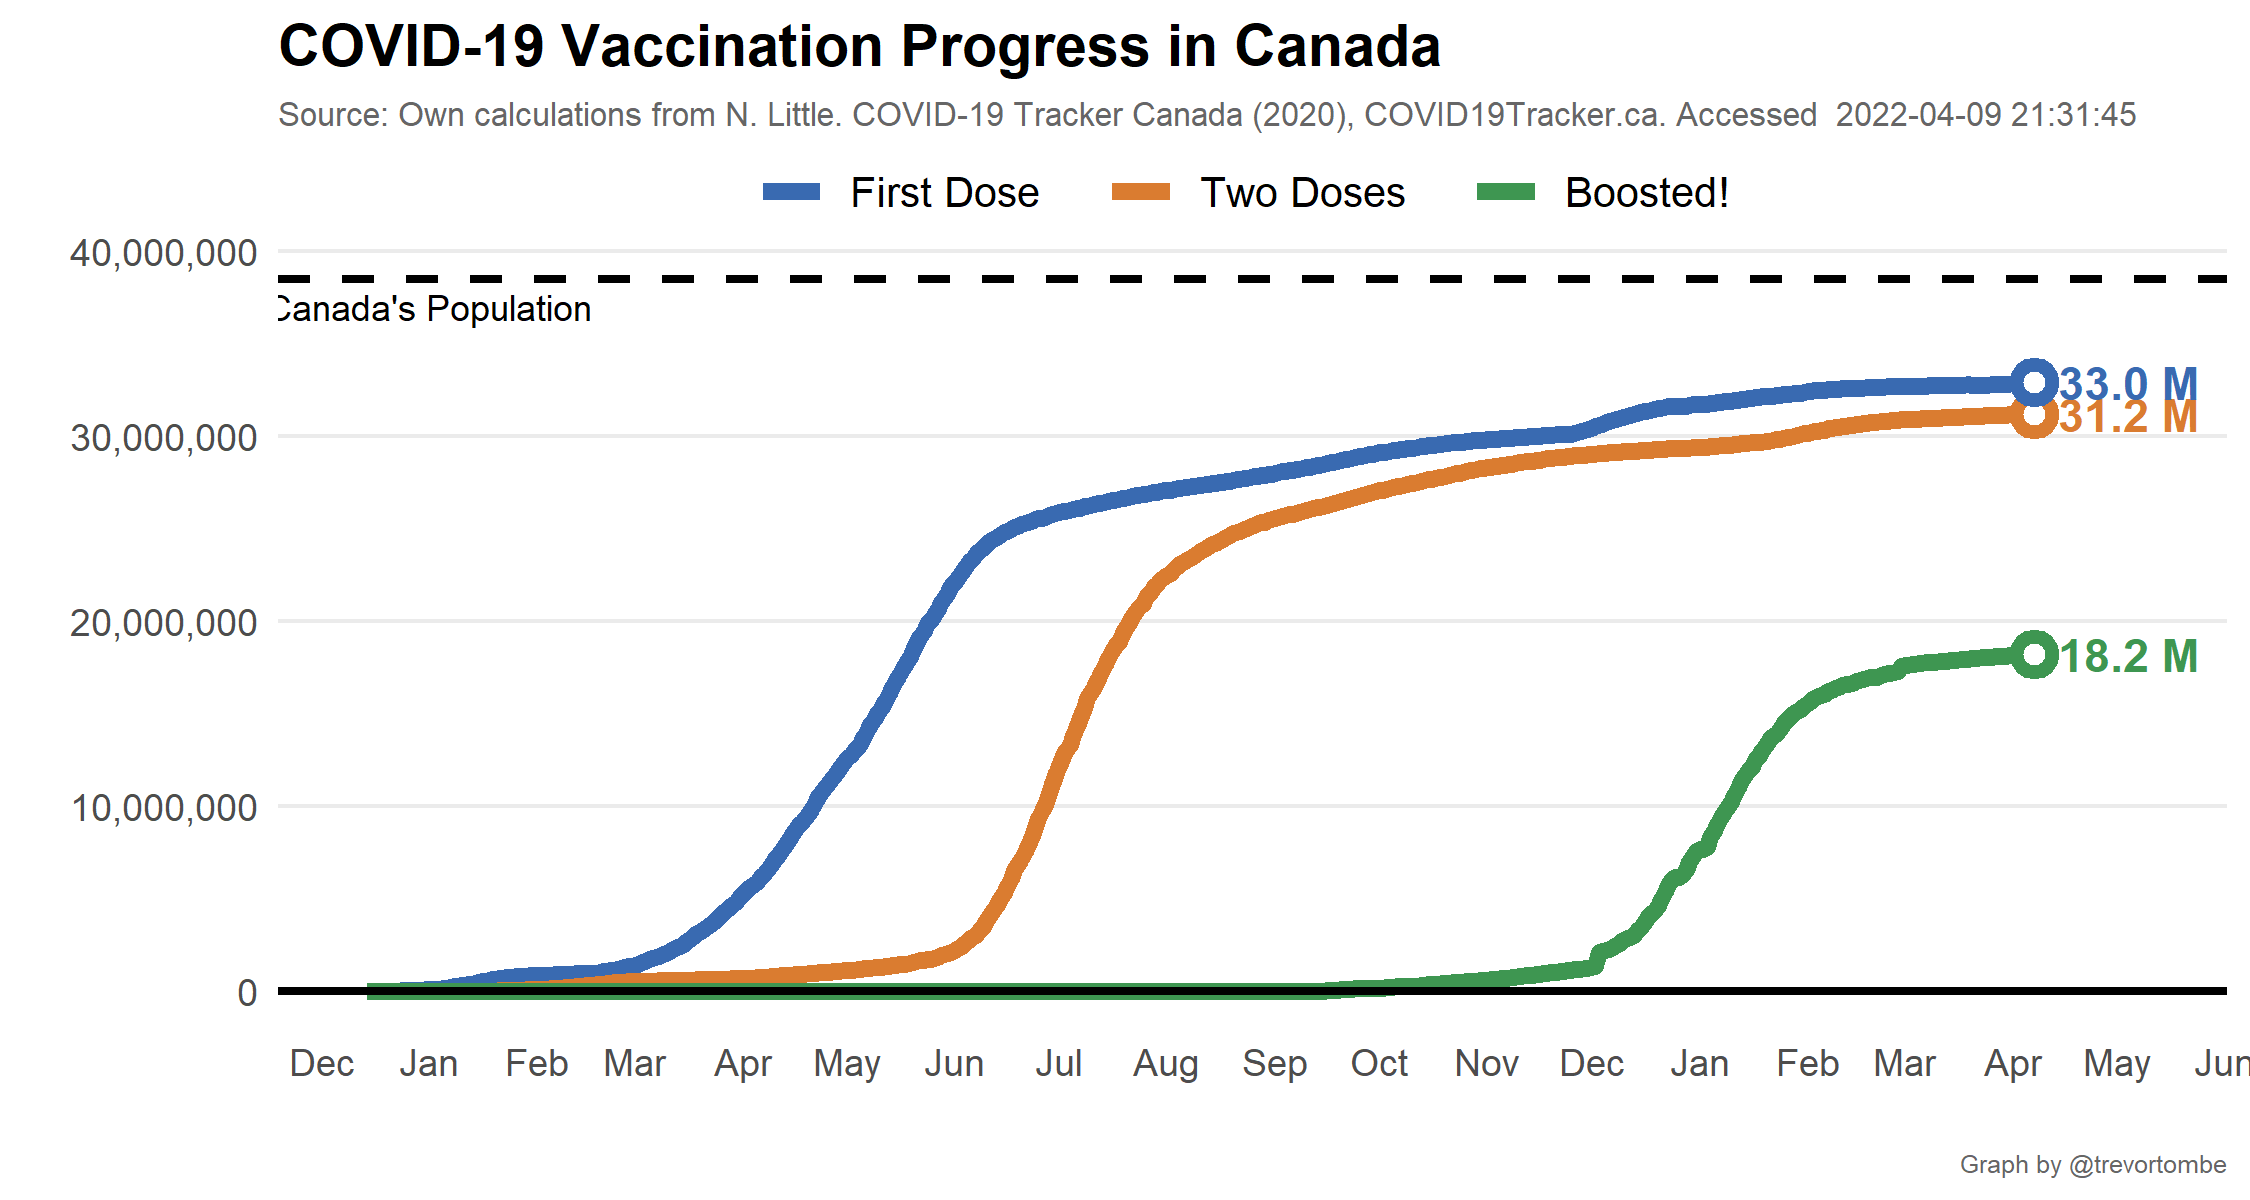 COVID-19 Vaccination Progress in Canada
Source: Own calculations from N. Little. COVID-19 Tracker Canada (2020), COVID19Tracker.ca. Accessed  2022-04-09 21:31:45
First Dose Two Doses Boosted!
40,000,000
Canada's Population
33.0 M
31.2 M
30,000,000
20,000,000
18.2 M
10,000,000
0
Dec Jan Feb Mar Apr May Jun Jul Aug Sep Oct Nov Dec Jan Feb Mar Apr May Jun
Graph by @trevortombe